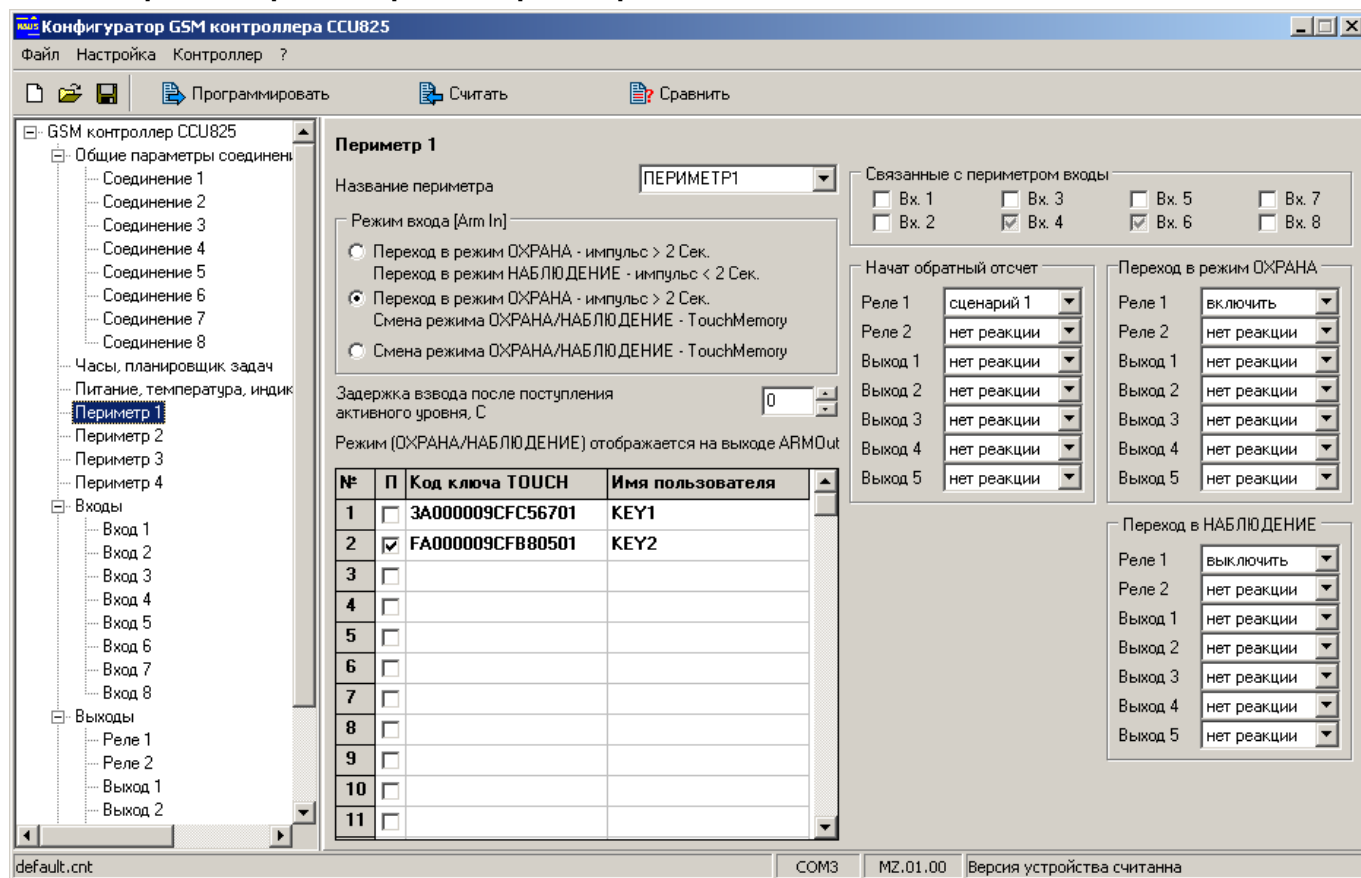 Конфигуратор GSM контроллера CCU825
Файл Настройка Контроллер ?
Программировать Считать Сравнить
GSM контроллер CCU825
Общие параметры соединени
Соединение 1
Соединение 2
Соединение 3
Соединение 4
Соединение 5
Соединение 6
Соединение 7
Соединение 8
Часы, планировщик задач
Питание, температура, индик
Периметр 1
Периметр 2
Периметр 3
Периметр 4
Входы
Вход 1
Вход 2
Вход 3
Вход 4
Вход 5
Вход 6
Вход 7
Вход 8
Выходы
Реле 1
Реле 2
Выход 1
Выход 2
Периметр 1
Название периметра ПЕРИМЕТР1
Режим входа [Arm In]
Переход в режим ОХРАНА - импульс > 2 Сек.
Переход в режим НАБЛЮДЕНИЕ - импульс < 2 Сек.
Переход в режим ОХРАНА - импульс > 2 Сек.
Смена режима ОХРАНА/НАБЛЮДЕНИЕ - TouchMemory
Смена режима ОХРАНА/НАБЛЮДЕНИЕ - TouchMemory
Задержка взвода после поступления
активного уровня, С 0
Режим (ОХРАНА/НАБЛЮДЕНИЕ) отображается на выходе ARMOut
№ П Код ключа TOUCH Имя пользователя
1 3A000009CFC56701 KEY1
2 FA000009CFB80501 KEY2
3
4
5
6
7
8
9
10
11
Связанные с периметром входы
Вх. 1 Вх. 3 Вх. 5 Вх. 7
Вх. 2 Вх. 4 Вх. 6 Вх. 8
Начат обратный отсчет
Реле 1 сценарий 1
Реле 2 нет реакции
Выход 1 нет реакции
Выход 2 нет реакции
Выход 3 нет реакции
Выход 4 нет реакции
Выход 5 нет реакции
Переход в режим ОХРАНА
Реле 1 включить
Реле 2 нет реакции
Выход 1 нет реакции
Выход 2 нет реакции
Выход 3 нет реакции
Выход 4 нет реакции
Выход 5 нет реакции
Переход в НАБЛЮДЕНИЕ
Реле 1 выключить
Реле 2 нет реакции
Выход 1 нет реакции
Выход 2 нет реакции
Выход 3 нет реакции
Выход 4 нет реакции
Выход 5 нет реакции
default.cnt COM3 MZ.01.00 Версия устройства считанна